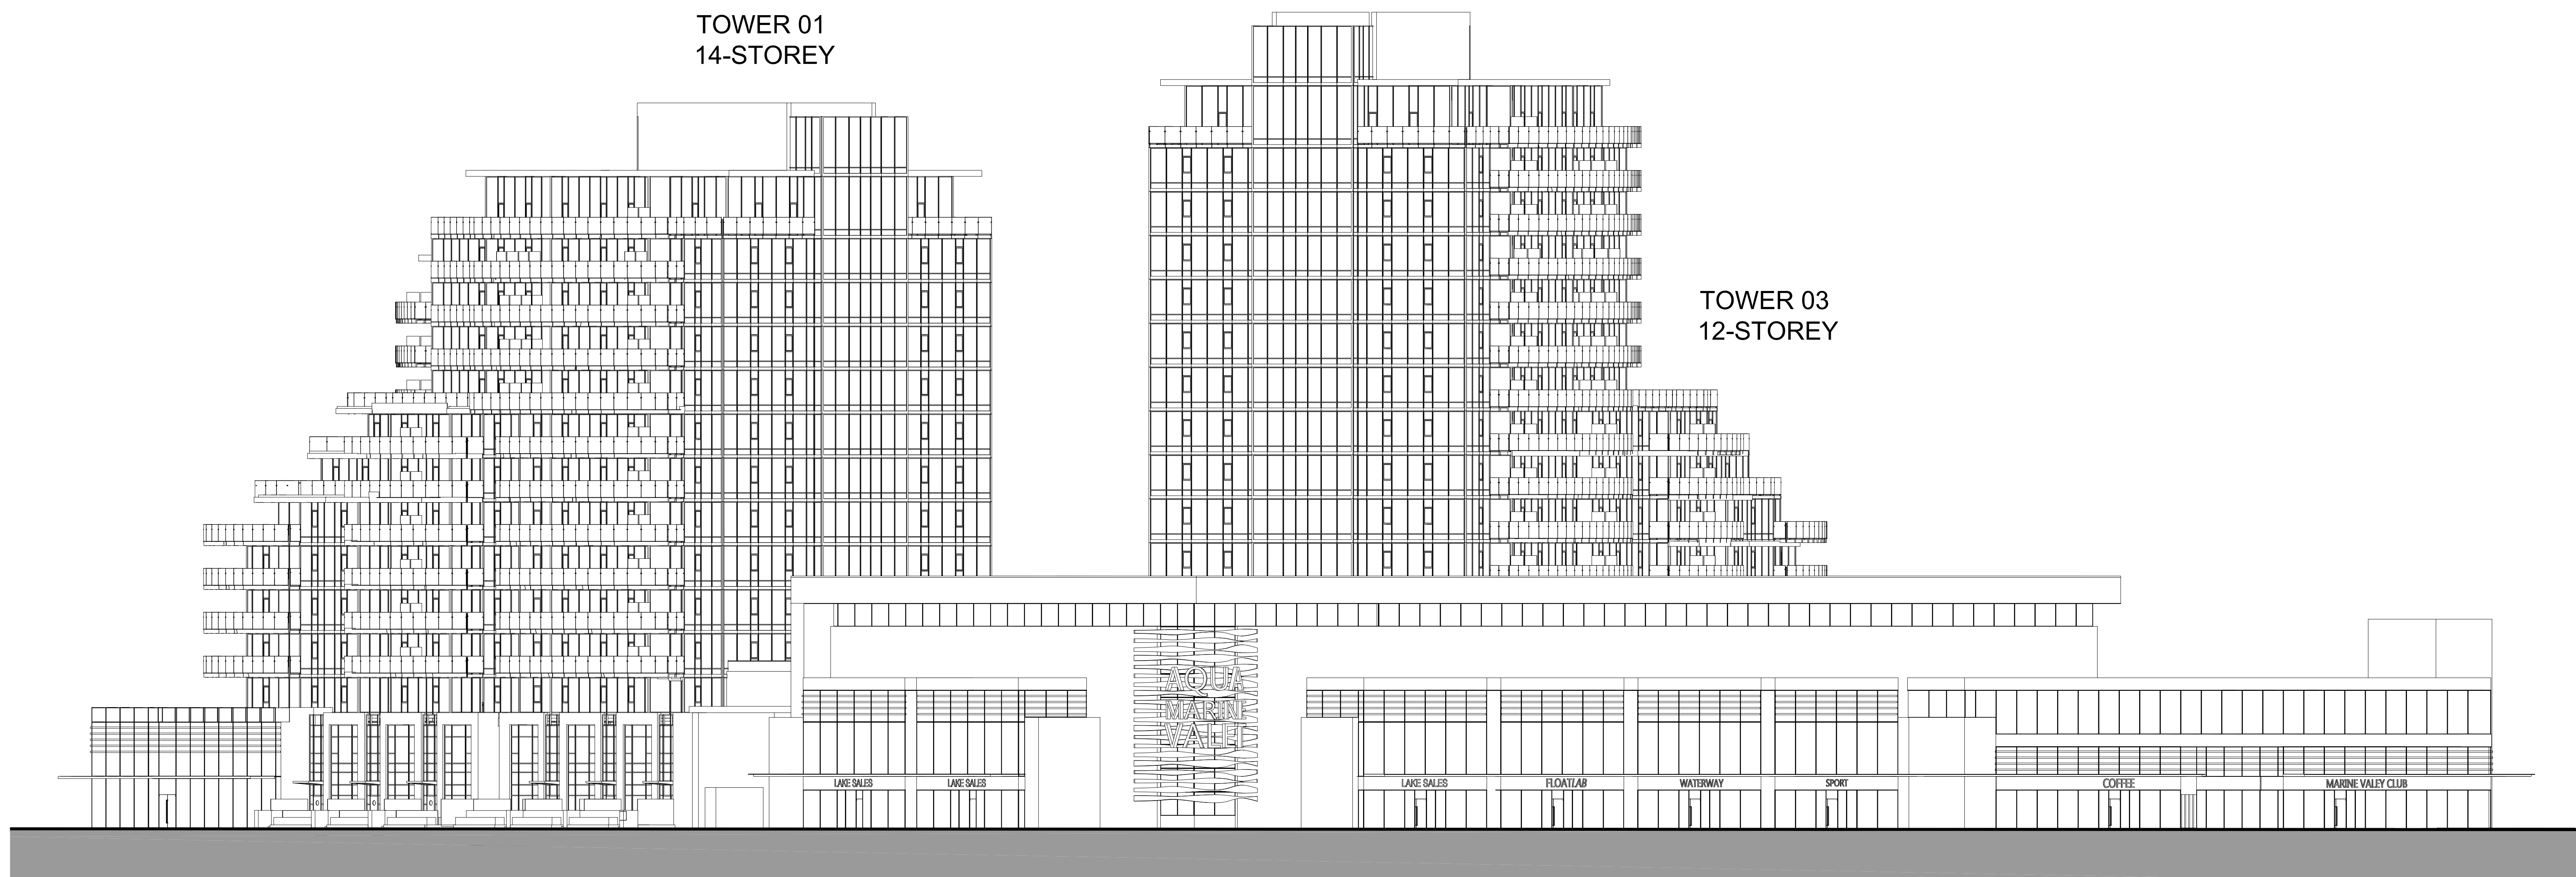 TOWER 01
14-STOREY
TOWER 03
12-STOREY
AQUA
MARINE
VALET
LAKE SALES
LAKE SALES
LAKE SALES
FLOATLAB
WATERWAY
SPORT
COFFEE
MARINE VALEY CLUB